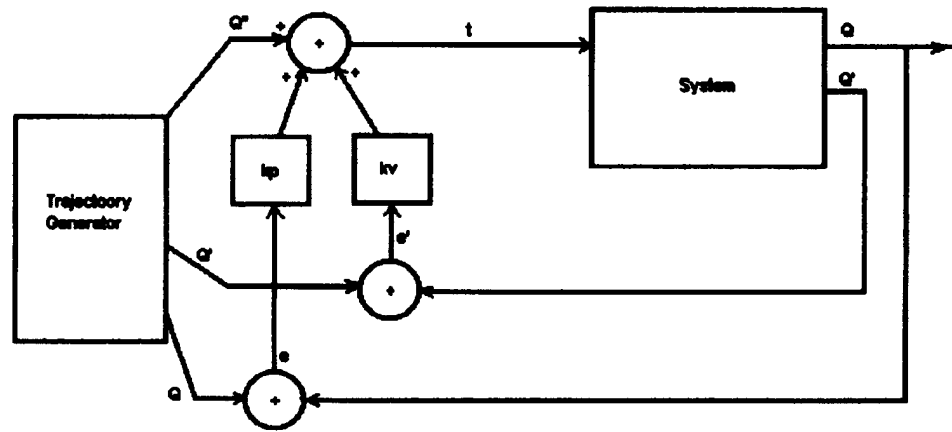 Q"
+
+
t
Q
+
+
Q'
System
kp
kv
Trajectoory
Generator
e'
Q'
+
e
Q
+